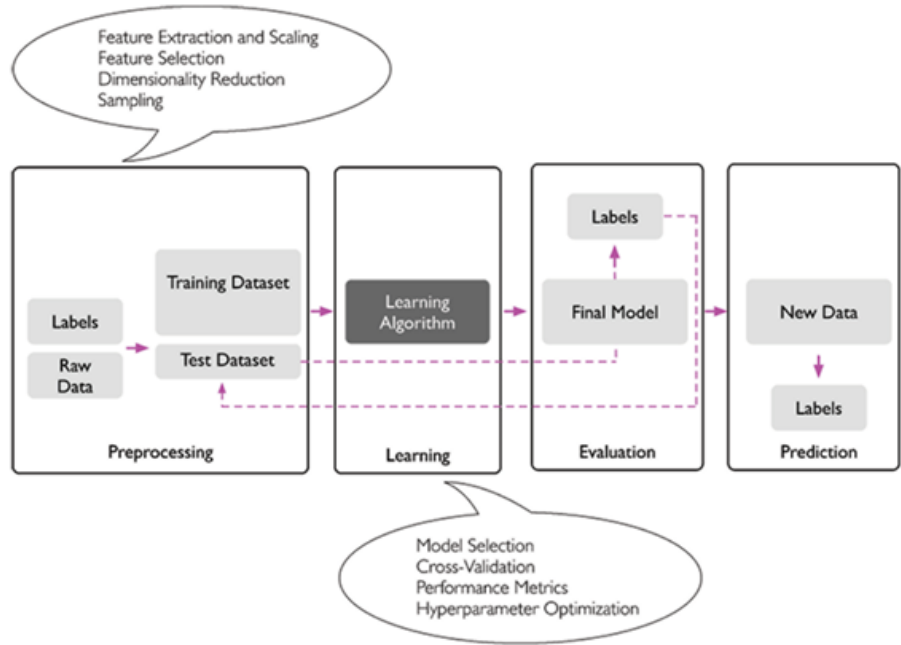 Feature Extraction and Scaling
Feature Selection
Dimensionality Reduction
Sampling
Labels
Raw
Data
Training Dataset
Test Dataset
Preprocessing
Learning
Algorithm
Learning
Labels
Final Model
Evaluation
New Data
Labels
Prediction
Model Selection
Cross-Validation
Performance Metrics
Hyperparameter Optimization